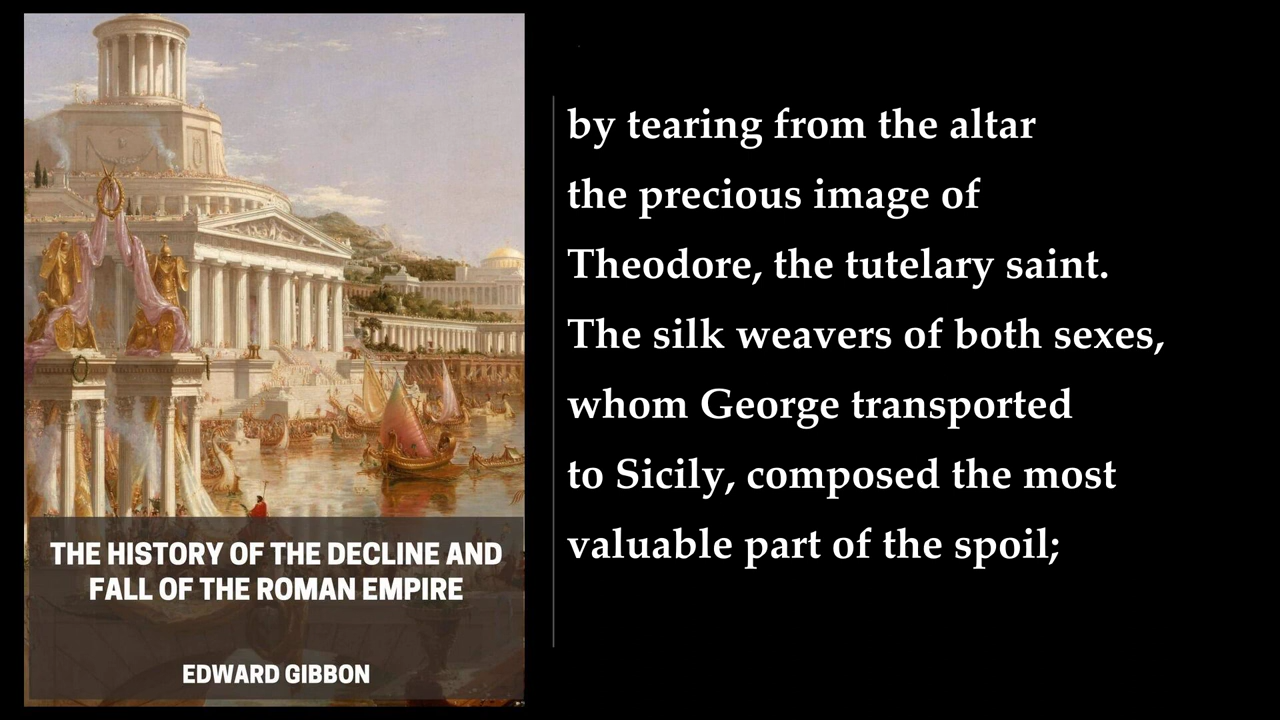 THE HISTORY OF THE DECLINE AND
FALL OF THE ROMAN EMPIRE
EDWARD GIBBON
by tearing from the altar
the precious image of
Theodore, the tutelary saint.
The silk weavers of both sexes,
whom George transported
to Sicily, composed the most
valuable part of the spoil;